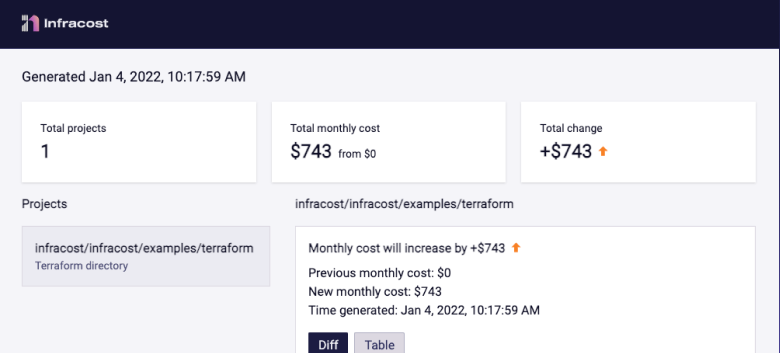 Infracost
Generated Jan 4, 2022, 10:17:59 AM
Total projects
1
Total monthly cost
$743 from $0
Total change
+$743
Projects
infracost/infracost/examples/terraform
Terraform directory
infracost/infracost/examples/terraform
Monthly cost will increase by +$743
Previous monthly cost: $0
New monthly cost: $743
Time generated: Jan 4, 2022, 10:17:59 AM
Diff Table